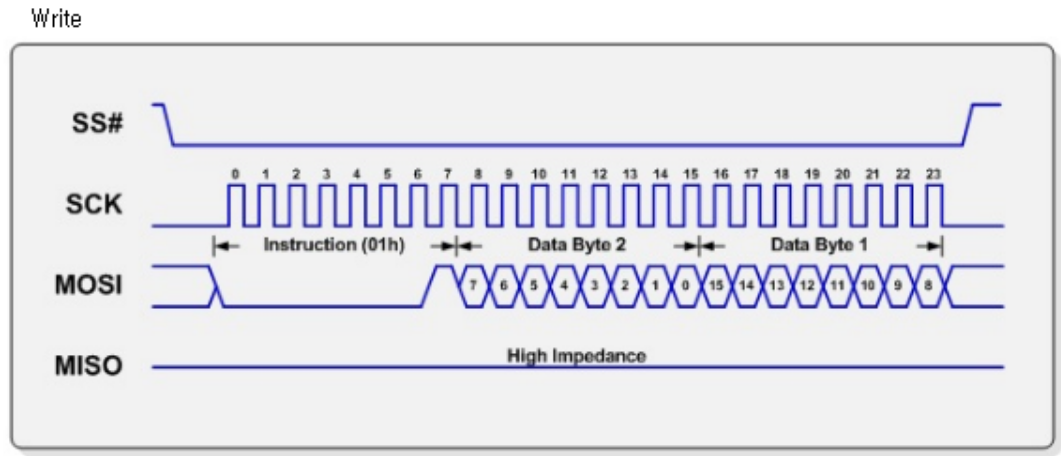 Write
SS#
0 1 2 3 4 5 6 7 8 9 10 11 12 13 14 15 16 17 18 19 20 21 22 23
SCK
Instruction (01h) Data Byte 2 Data Byte 1
MOSI 7 6 5 4 3 2 1 0 15 14 13 12 11 10 9 8
High Impedance
MISO